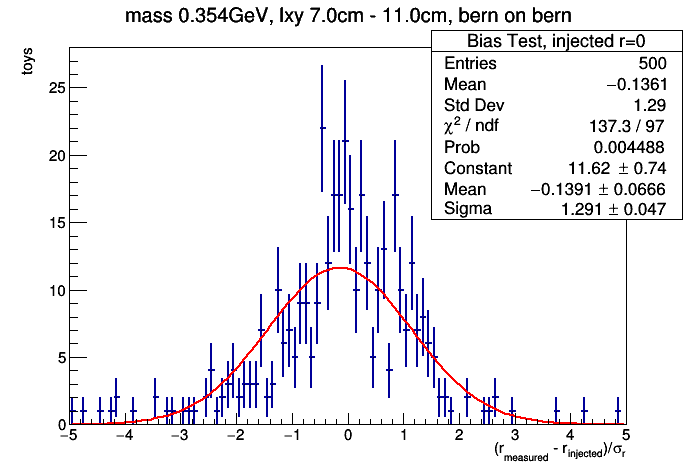 mass 0.354GeV, lxy 7.0cm - 11.0cm, bern on bern
Bias Test, injected r=0
Entries 500
Mean −0.1361
Std Dev 1.29
χ² / ndf 137.3 / 97
Prob 0.004488
Constant 11.62 ± 0.74
Mean −0.1391 ± 0.0666
Sigma 1.291 ± 0.047
toys
25
20
15
10
5
0
−5 −4 −3 −2 −1 0 1 2 3 4 5
(r_measured - r_injected)/σ_r